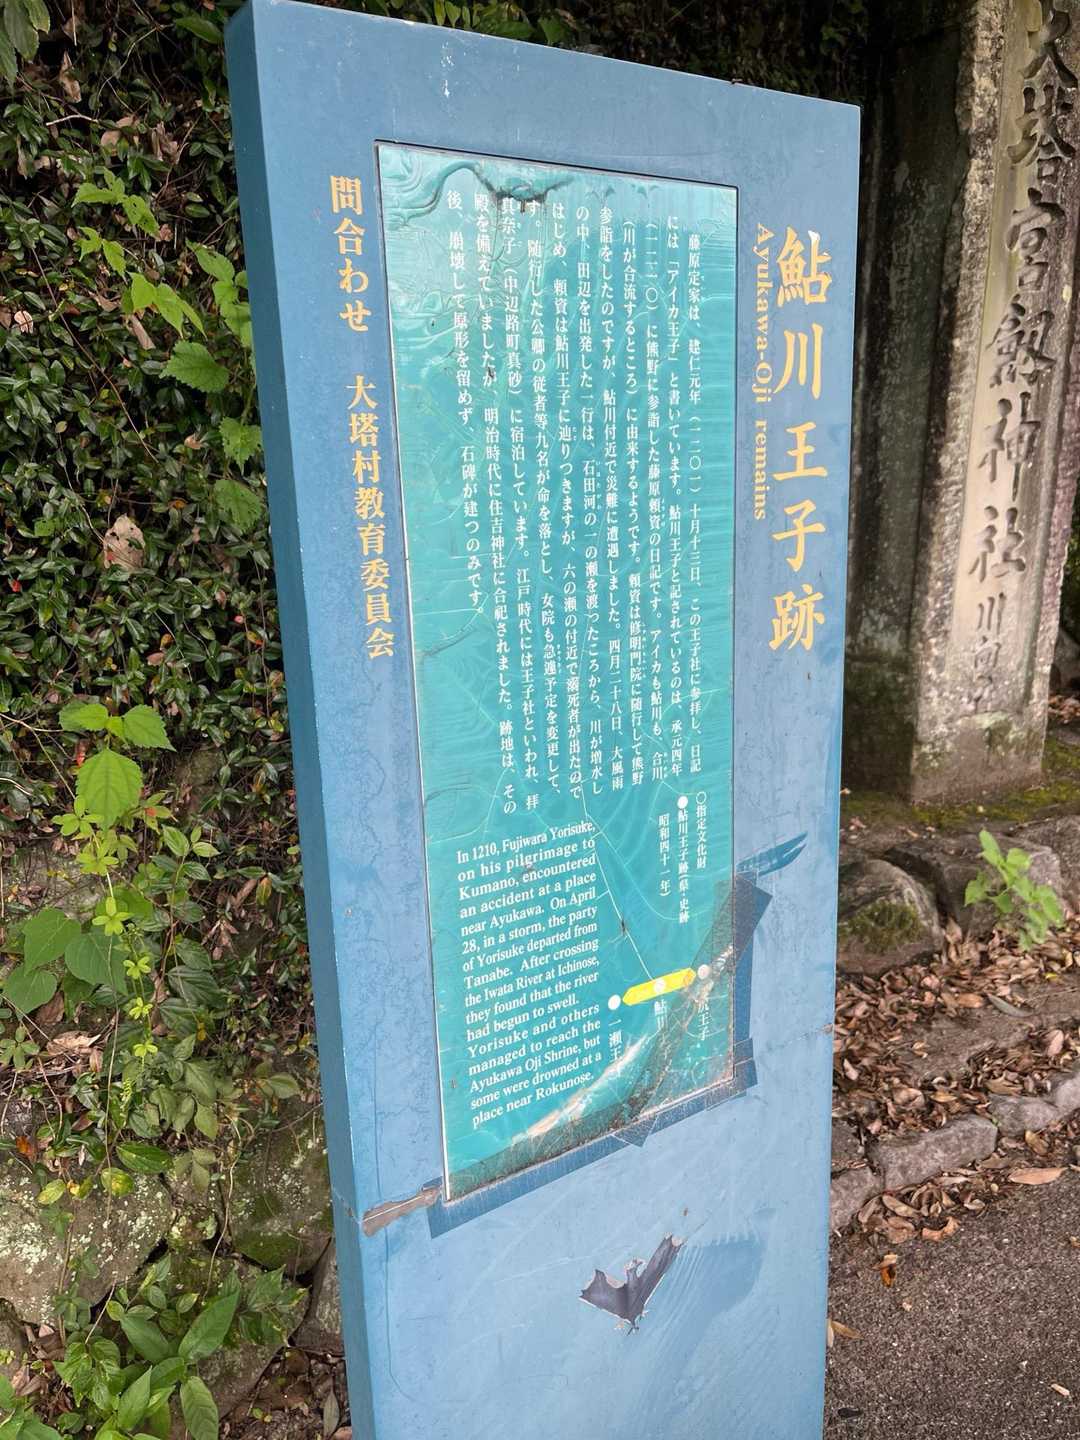 鮎川王子跡
Ayukawa-Oji remains
藤原定家は、建仁元年(一二〇一)十月十三日、この王子社に参拝し、日記
には「アイカ王子」と書いています。鮎川王子と記されているのは、承元四年
(一二一〇)に熊野に参詣した藤原頼資の日記です。アイカも鮎川も、合川
(川が合流するところ)に由来するようです。頼資は修明門院に随行して熊野
参詣をしたのですが、鮎川付近で災難に遭遇しました。四月二十八日、大風雨
の中、田辺を出発した一行は、石田河の一の瀬を渡ったころから、川が増水し
はじめ、頼資は鮎川王子に辿りつきますが、六の瀬の付近で溺死者が出たので
す。随行した公卿の従者等九名が命を落とし、女院も急遽予定を変更して、
真奈子(中辺路町真砂)に宿泊しています。江戸時代には王子社といわれ、拝
殿を備えていましたが、明治時代に住吉神社に合祀されました。跡地は、その
後、崩壊して原形を留めず、石碑が建つのみです。
〇指定文化財
●鮎川王子跡(県・史跡
昭和四十一年)
王子
鮎川
一瀬王
In 1210, Fujiwara Yorisuke,
on his pilgrimage to
Kumano, encountered
an accident at a place
near Ayukawa. On April
28, in a storm, the party
of Yorisuke departed from
Tanabe. After crossing
the Iwata River at Ichinose,
they found that the river
had begun to swell.
Yorisuke and others
managed to reach the
Ayukawa Oji Shrine, but
some were drowned at a
place near Rokunose.
問合わせ 大塔村教育委員会
大塔宮剱神社